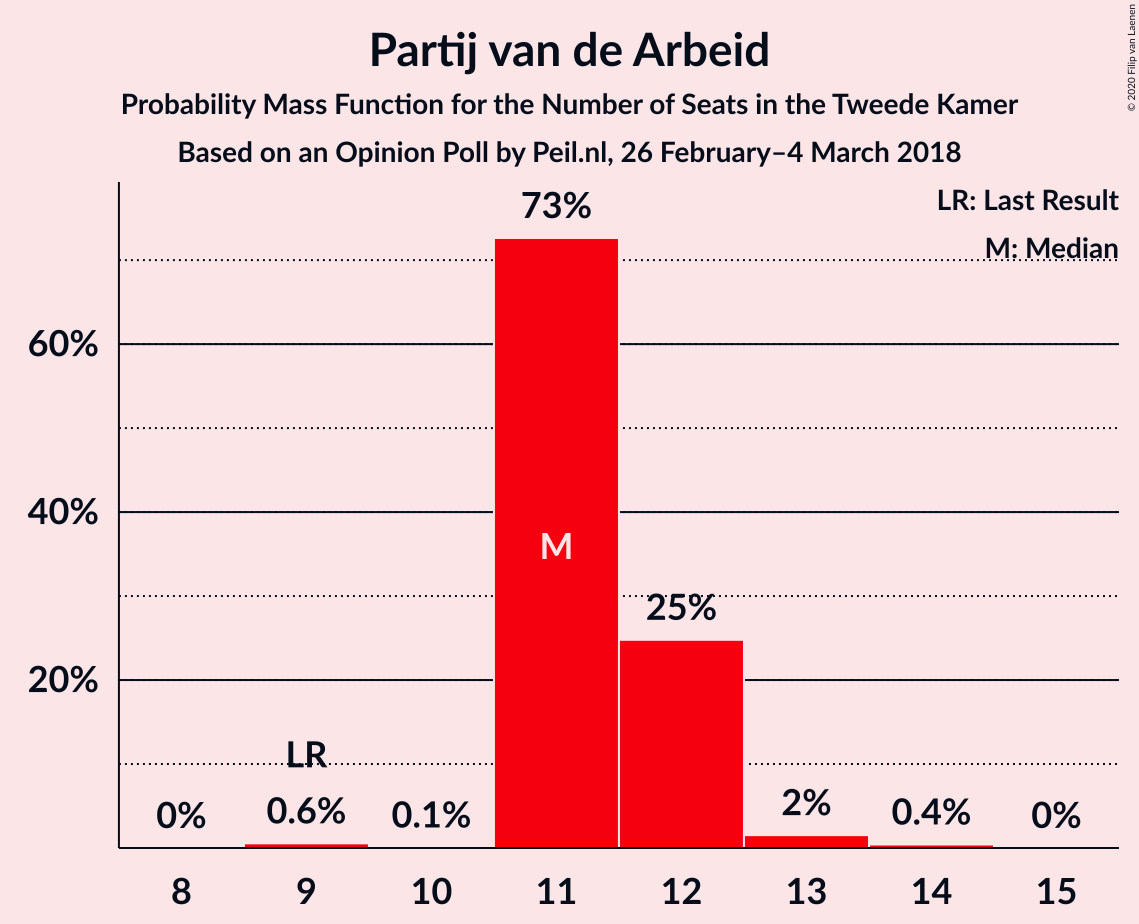 Partij van de Arbeid
Probability Mass Function for the Number of Seats in the Tweede Kamer
Based on an Opinion Poll by Peil.nl, 26 February–4 March 2018
© 2020 Filip van Laenen
LR: Last Result
M: Median
73%
60%
40%
M
25%
20%
LR
0%
0.6%
0.1%
2%
0.4%
0%
8 9 10 11 12 13 14 15